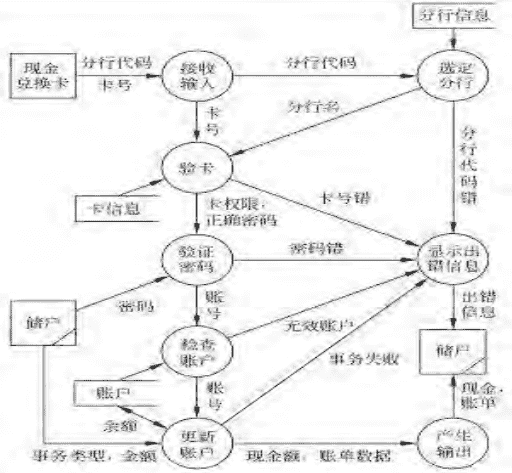 分行信息
现金
兑换卡
分行代码
卡号
接收
输入
分行代码
选定
分行
分行名
卡号
分行代码错
验卡
卡信息
卡权限,
正确密码
卡号错
验证
密码
密码错
显示出
错信息
储户
密码
账号
出错
信息
检查
账户
无效账户
储户
账户
账号
事务失败
现金,
账单
余额
更新
账户
事务类型,金额
现金额,账单数据
产生
输出